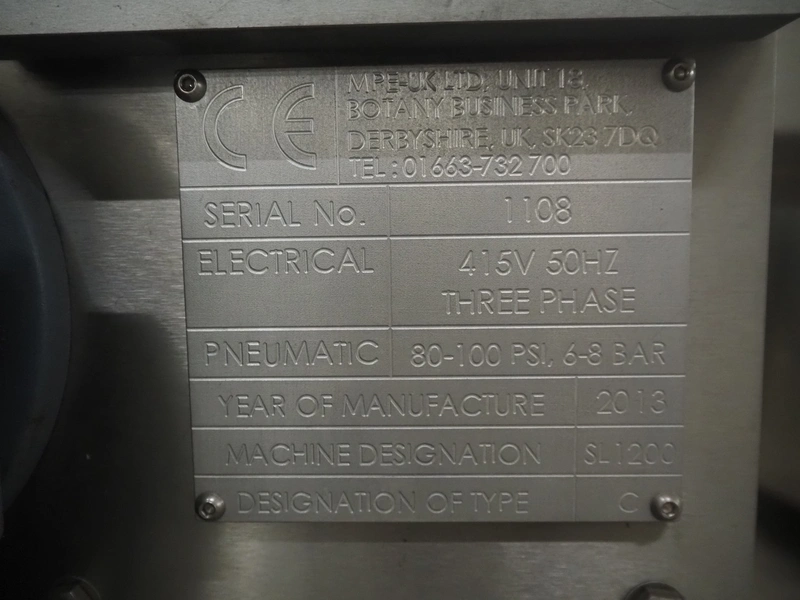 CE
MPE-UK LTD, UNIT 18,
BOTANY BUSINESS PARK,
DERBYSHIRE, UK, SK23 7DQ
TEL:01663-732 700
SERIAL No. 1108
ELECTRICAL 415V 50HZ
THREE PHASE
PNEUMATIC 80-100 PSI, 6-8 BAR
YEAR OF MANUFACTURE 2013
MACHINE DESIGNATION SL1200
DESIGNATION OF TYPE C